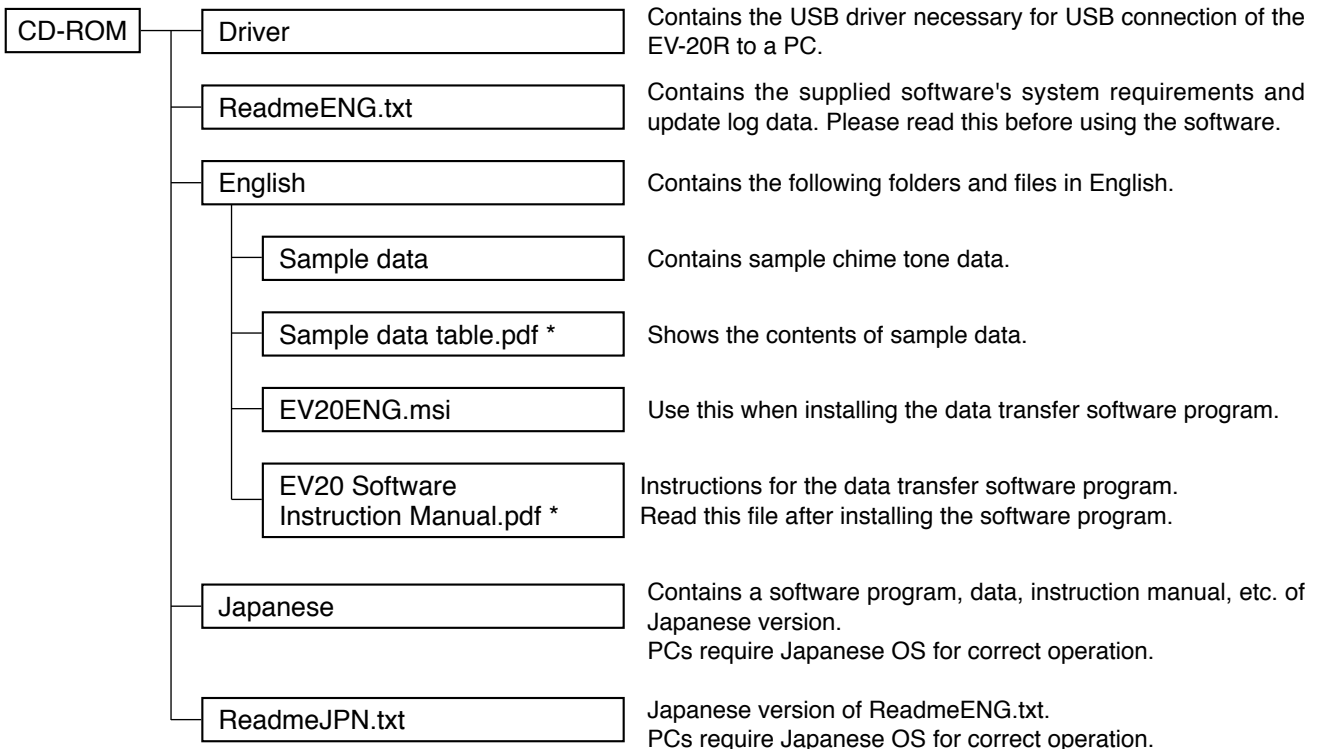 CD-ROM
Driver
Contains the USB driver necessary for USB connection of the
EV-20R to a PC.
ReadmeENG.txt
Contains the supplied software's system requirements and
update log data. Please read this before using the software.
English
Contains the following folders and files in English.
Sample data
Contains sample chime tone data.
Sample data table.pdf *
Shows the contents of sample data.
EV20ENG.msi
Use this when installing the data transfer software program.
EV20 Software
Instruction Manual.pdf *
Instructions for the data transfer software program.
Read this file after installing the software program.
Japanese
Contains a software program, data, instruction manual, etc. of
Japanese version.
PCs require Japanese OS for correct operation.
ReadmeJPN.txt
Japanese version of ReadmeENG.txt.
PCs require Japanese OS for correct operation.